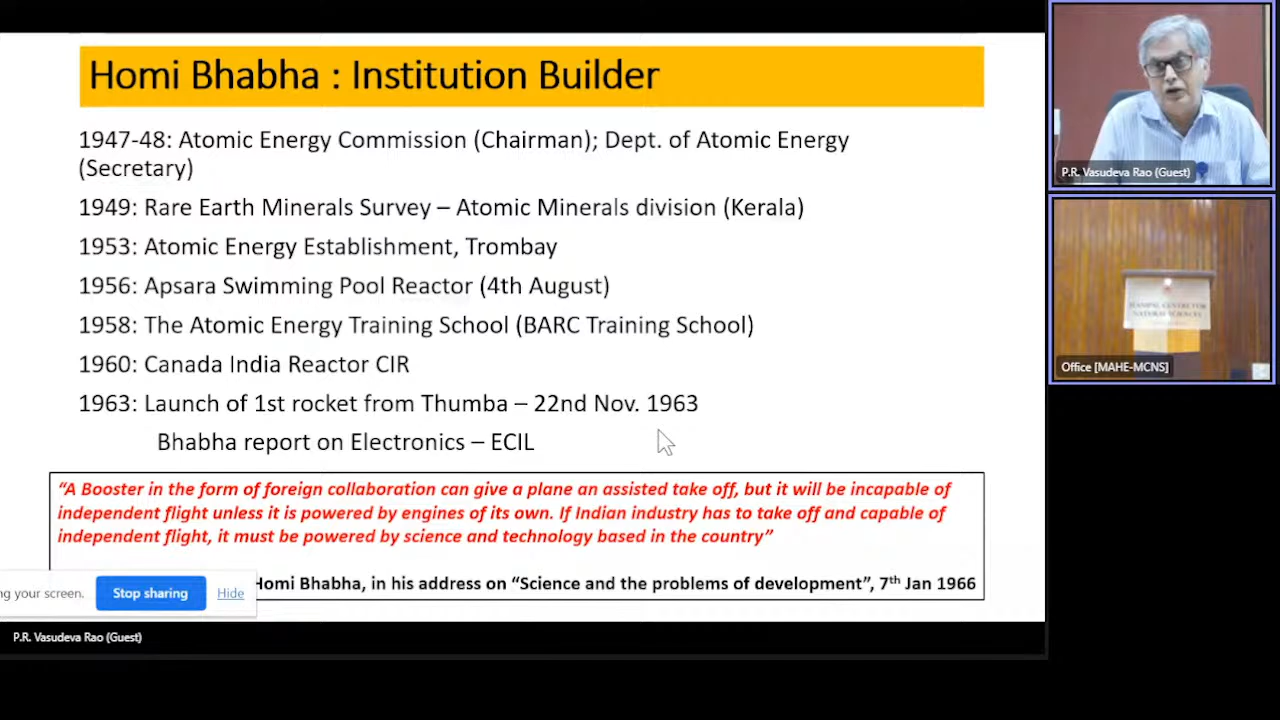 Homi Bhabha : Institution Builder
1947-48: Atomic Energy Commission (Chairman); Dept. of Atomic Energy
(Secretary)
1949: Rare Earth Minerals Survey – Atomic Minerals division (Kerala)
1953: Atomic Energy Establishment, Trombay
1956: Apsara Swimming Pool Reactor (4th August)
1958: The Atomic Energy Training School (BARC Training School)
1960: Canada India Reactor CIR
1963: Launch of 1st rocket from Thumba – 22nd Nov. 1963
Bhabha report on Electronics – ECIL
“A Booster in the form of foreign collaboration can give a plane an assisted take off, but it will be incapable of
independent flight unless it is powered by engines of its own. If Indian industry has to take off and capable of
independent flight, it must be powered by science and technology based in the country”
Homi Bhabha, in his address on “Science and the problems of development”, 7th Jan 1966
ng your screen. Stop sharing Hide
P.R. Vasudeva Rao (Guest)
P.R. Vasudeva Rao (Guest)
MANIPAL CENTRE FOR
NATURAL SCIENCES
Office [MAHE-MCNS]